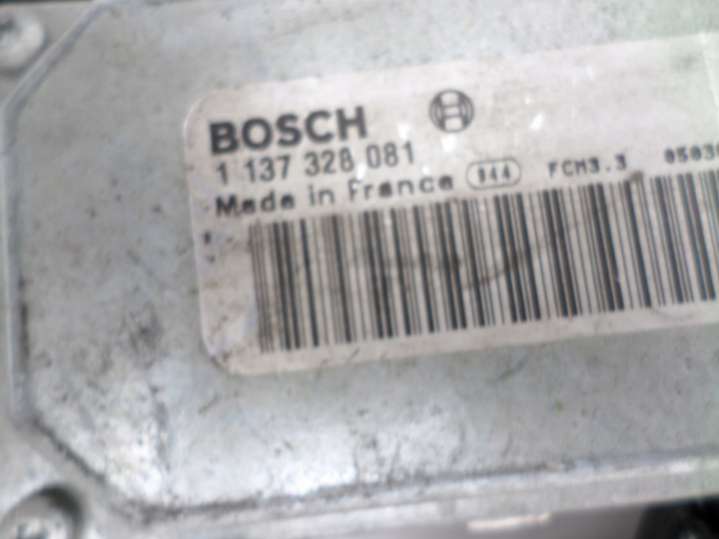 BOSCH
1 137 328 081
Made in France 844 FCM3.3